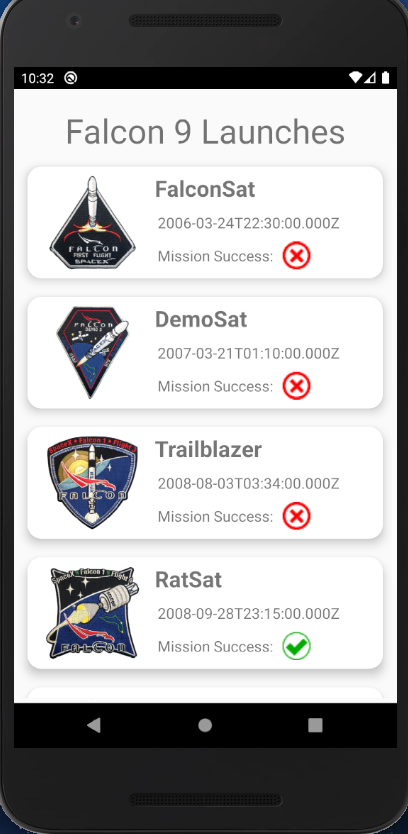 10:32
Falcon 9 Launches
FALCON
FIRST FLIGHT
SPACEX
FalconSat
2006-03-24T22:30:00.000Z
Mission Success:
FALCON
DEMO 2
DemoSat
2007-03-21T01:10:00.000Z
Mission Success:
SpaceX • Falcon 1 • Flight 3
FALCON
Trailblazer
2008-08-03T03:34:00.000Z
Mission Success:
SpaceX • Falcon 1 • Flight
FALCON
RatSat
2008-09-28T23:15:00.000Z
Mission Success: